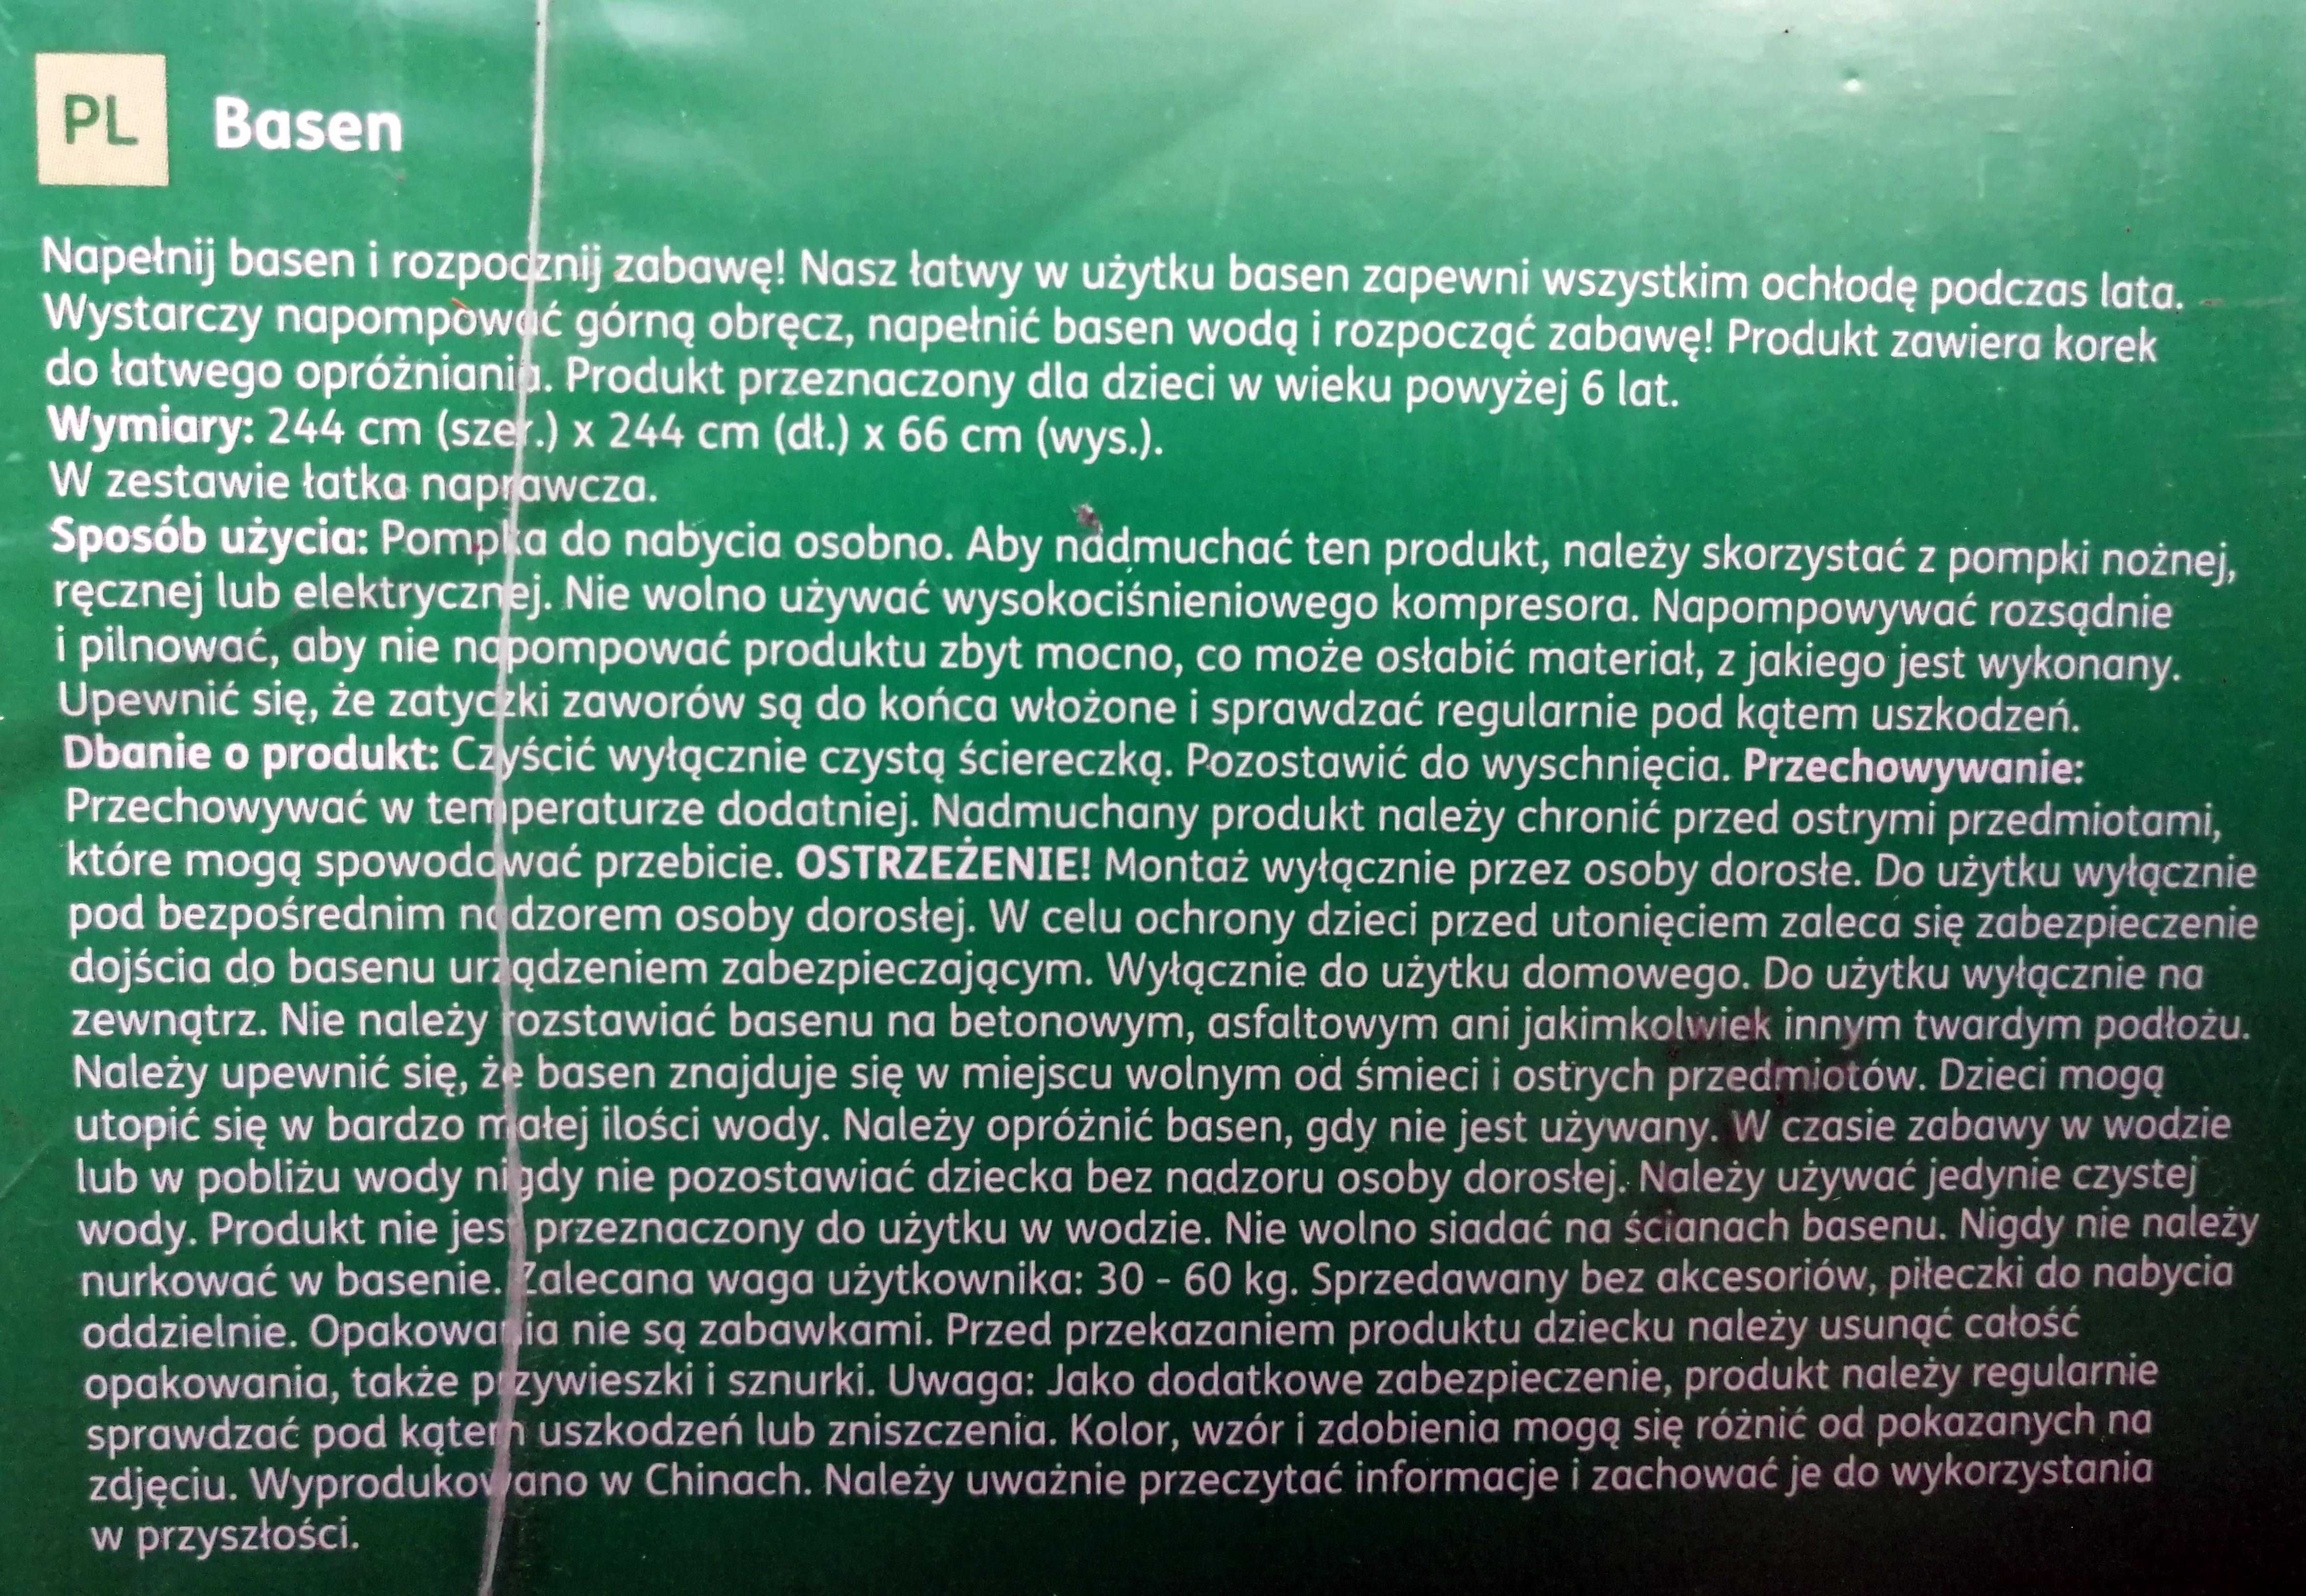 PL
Basen
Napełnij basen i rozpocznij zabawę! Nasz łatwy w użytku basen zapewni wszystkim ochłodę podczas lata.
Wystarczy napompować górną obręcz, napełnić basen wodą i rozpocząć zabawę! Produkt zawiera korek
do łatwego opróżniania. Produkt przeznaczony dla dzieci w wieku powyżej 6 lat.
Wymiary: 244 cm (szer.) x 244 cm (dł.) x 66 cm (wys.).
W zestawie łatka naprawcza.
Sposób użycia: Pompka do nabycia osobno. Aby nadmuchać ten produkt, należy skorzystać z pompki nożnej,
ręcznej lub elektrycznej. Nie wolno używać wysokociśnieniowego kompresora. Napompowywać rozsądnie
i pilnować, aby nie napompować produktu zbyt mocno, co może osłabić materiał, z jakiego jest wykonany.
Upewnić się, że zatyczki zaworów są do końca włożone i sprawdzać regularnie pod kątem uszkodzeń.
Dbanie o produkt: Czyścić wyłącznie czystą ściereczką. Pozostawić do wyschnięcia. Przechowywanie:
Przechowywać w temperaturze dodatniej. Nadmuchany produkt należy chronić przed ostrymi przedmiotami,
które mogą spowodować przebicie. OSTRZEŻENIE! Montaż wyłącznie przez osoby dorosłe. Do użytku wyłącznie
pod bezpośrednim nadzorem osoby dorosłej. W celu ochrony dzieci przed utonięciem zaleca się zabezpieczenie
dojścia do basenu urządzeniem zabezpieczającym. Wyłącznie do użytku domowego. Do użytku wyłącznie na
zewnątrz. Nie należy rozstawiać basenu na betonowym, asfaltowym ani jakimkolwiek innym twardym podłożu.
Należy upewnić się, że basen znajduje się w miejscu wolnym od śmieci i ostrych przedmiotów. Dzieci mogą
utopić się w bardzo małej ilości wody. Należy opróżnić basen, gdy nie jest używany. W czasie zabawy w wodzie
lub w pobliżu wody nigdy nie pozostawiać dziecka bez nadzoru osoby dorosłej. Należy używać jedynie czystej
wody. Produkt nie jest przeznaczony do użytku w wodzie. Nie wolno siadać na ścianach basenu. Nigdy nie należy
nurkować w basenie. Zalecana waga użytkownika: 30 - 60 kg. Sprzedawany bez akcesoriów, piłeczki do nabycia
oddzielnie. Opakowania nie są zabawkami. Przed przekazaniem produktu dziecku należy usunąć całość
opakowania, także przywieszki i sznurki. Uwaga: Jako dodatkowe zabezpieczenie, produkt należy regularnie
sprawdzać pod kątem uszkodzeń lub zniszczenia. Kolor, wzór i zdobienia mogą się różnić od pokazanych na
zdjęciu. Wyprodukowano w Chinach. Należy uważnie przeczytać informacje i zachować je do wykorzystania
w przyszłości.